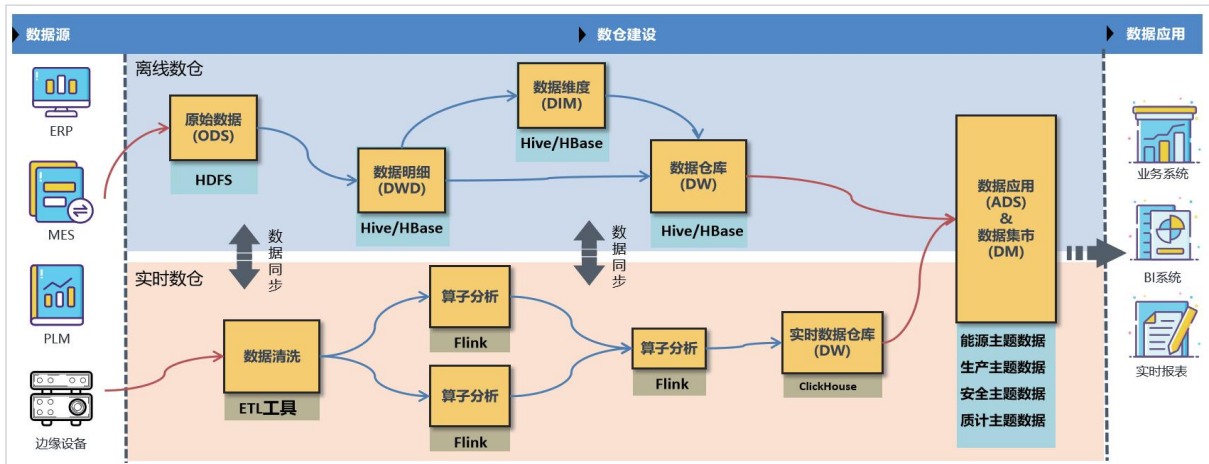 数据源
数仓建设
数据应用
ERP
MES
PLM
边缘设备
离线数仓
原始数据
(ODS)
HDFS
数据明细
(DWD)
Hive/HBase
数据维度
(DIM)
Hive/HBase
数据仓库
(DW)
Hive/HBase
数据同步
数据同步
实时数仓
数据清洗
ETL工具
算子分析
Flink
算子分析
Flink
算子分析
Flink
实时数据仓库
(DW)
ClickHouse
数据应用
(ADS)
&
数据集市
(DM)
能源主题数据
生产主题数据
安全主题数据
质计主题数据
业务系统
BI系统
实时报表